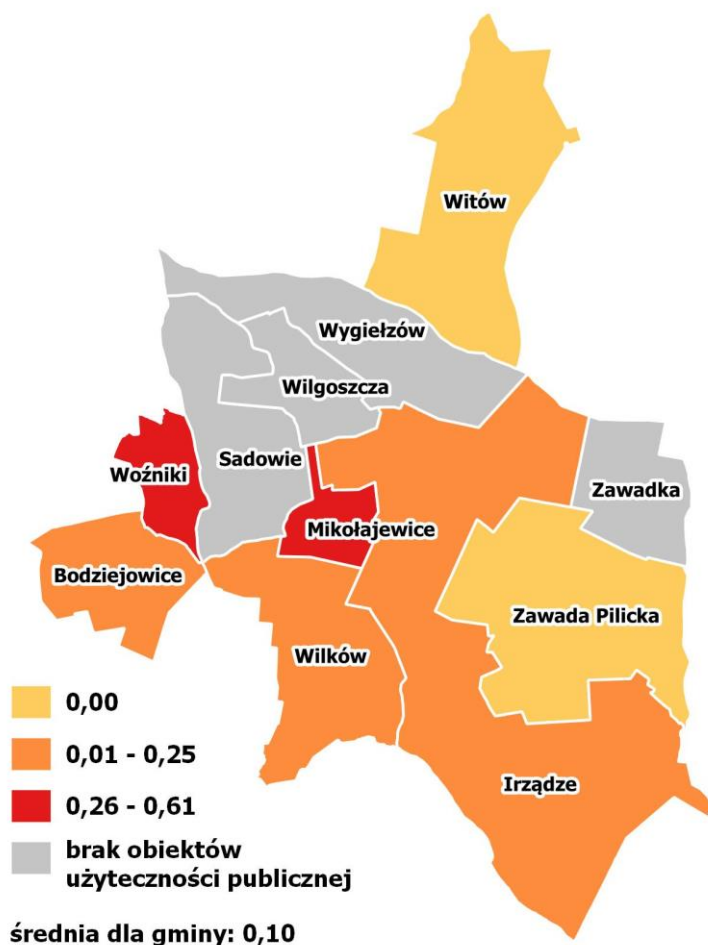 Witów
Wygiełzów
Wilgoszcza
Sadowie
Woźniki
Zawadka
Mikołajewice
Bodziejowice
Zawada Pilicka
Wilków
Irządze
0,00
0,01 - 0,25
0,26 - 0,61
brak obiektów
użyteczności publicznej
średnia dla gminy: 0,10